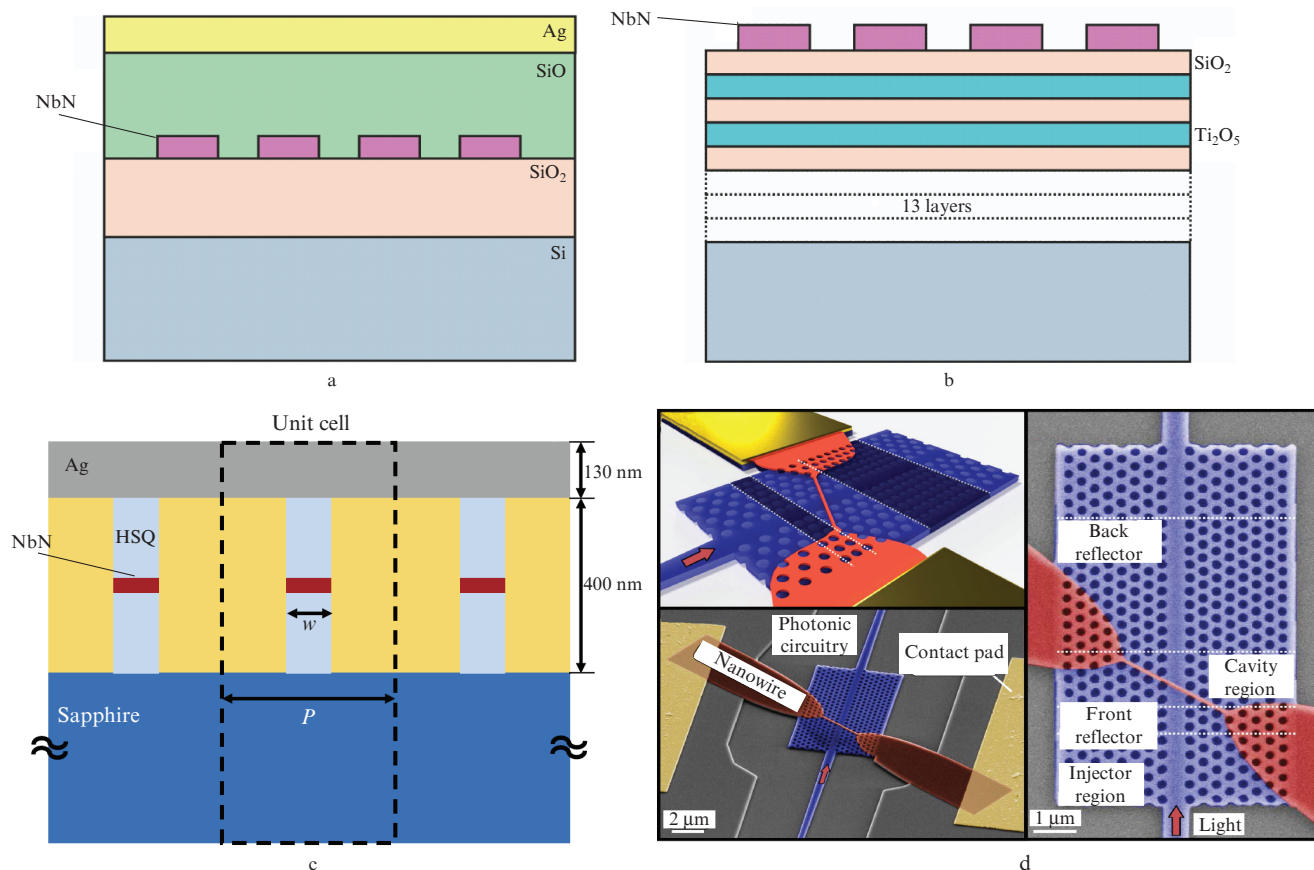 Ag
SiO
NbN
SiO₂
Si
a
NbN
SiO₂
Ti₂O₅
13 layers
b
Unit cell
Ag
130 nm
HSQ
NbN
400 nm
w
Sapphire
P
c
Photonic
circuitry
Contact pad
Nanowire
2 µm
Back
reflector
Cavity
region
Front
reflector
Injector
region
1 µm
Light
d